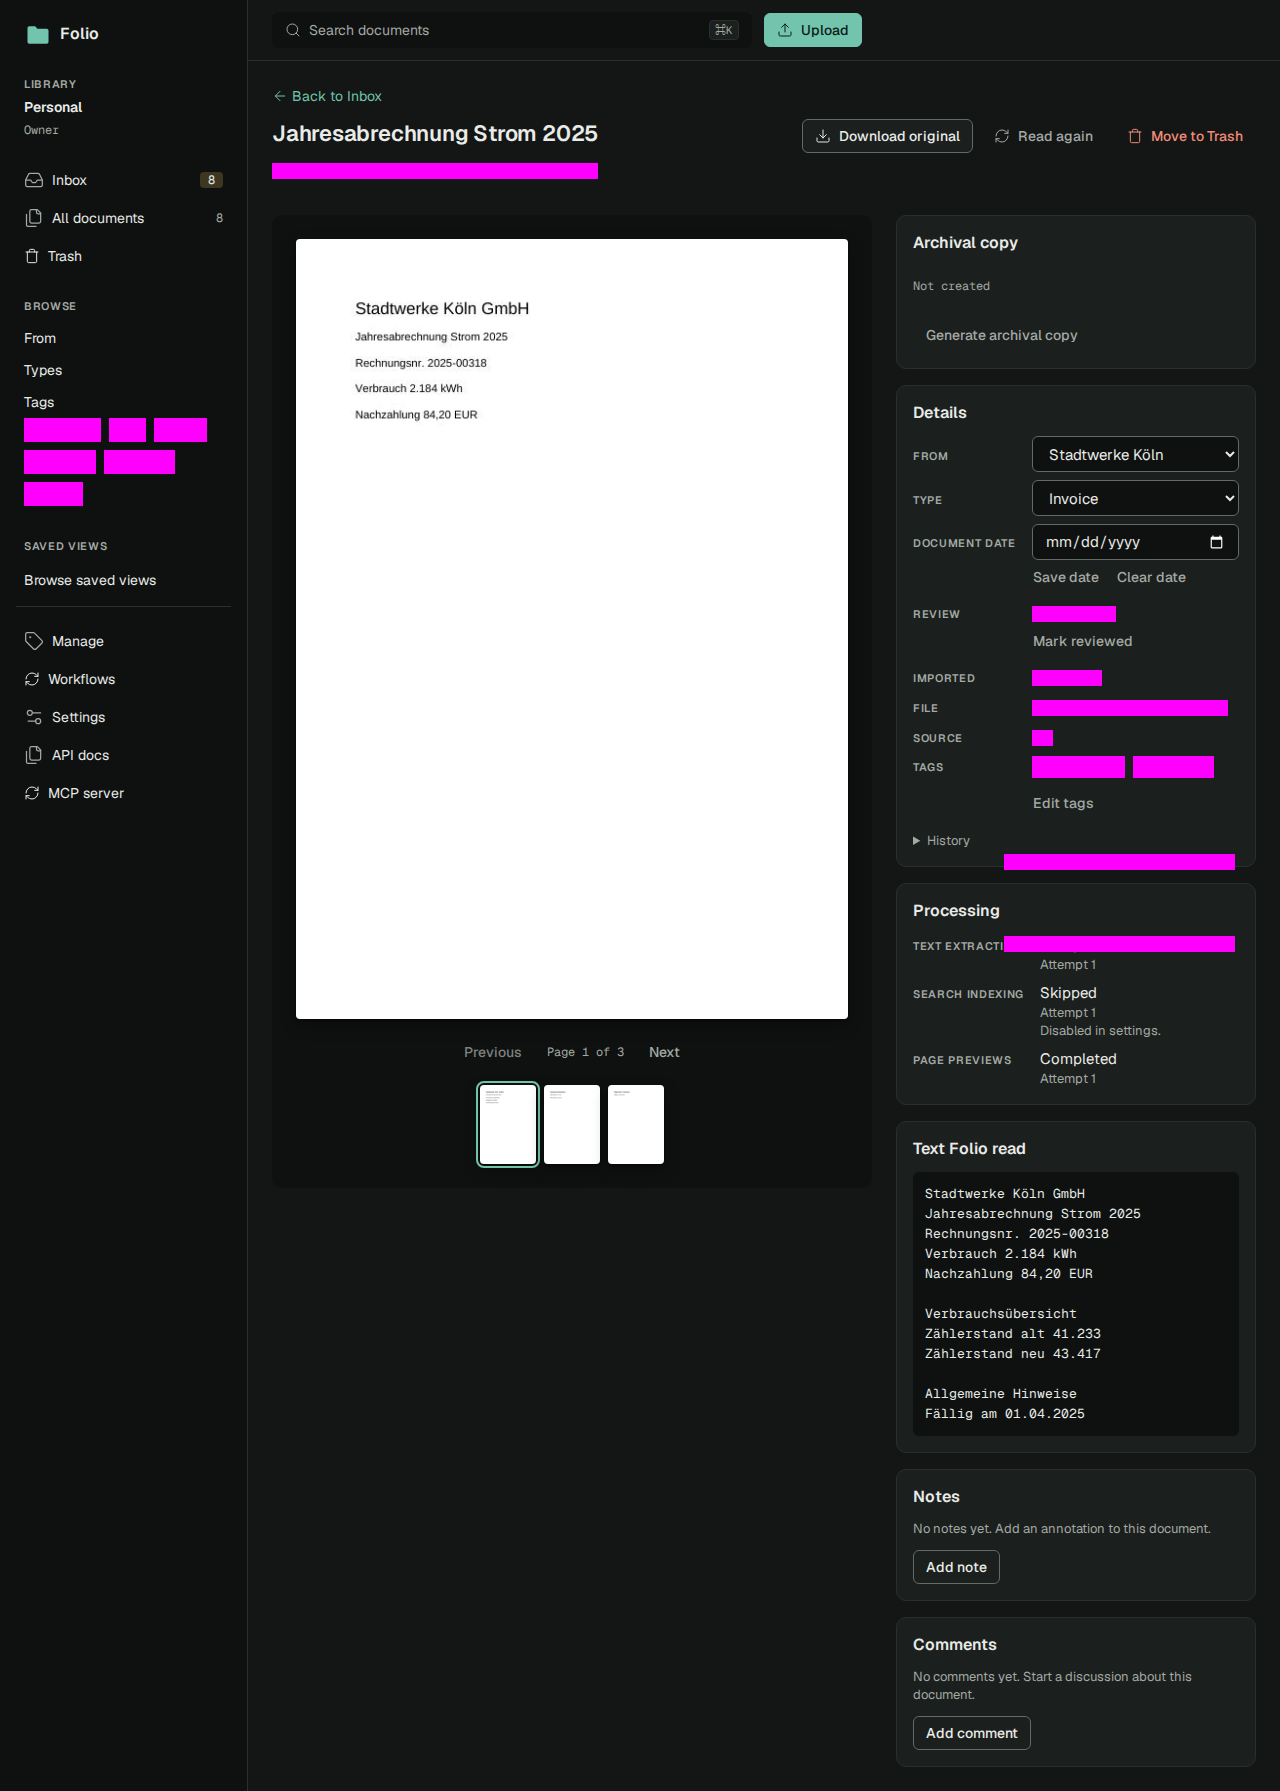 Folio
LIBRARY
Personal
Owner
Inbox 8
All documents 8
Trash
BROWSE
From
Types
Tags
SAVED VIEWS
Browse saved views
Manage
Workflows
Settings
API docs
MCP server
Search documents ⌘K
Upload
← Back to Inbox
Jahresabrechnung Strom 2025
Download original
Read again
Move to Trash
Stadtwerke Köln GmbH
Jahresabrechnung Strom 2025
Rechnungsnr. 2025-00318
Verbrauch 2.184 kWh
Nachzahlung 84,20 EUR
Previous Page 1 of 3 Next
Archival copy
Not created
Generate archival copy
Details
FROM Stadtwerke Köln
TYPE Invoice
DOCUMENT DATE mm/dd/yyyy
Save date Clear date
REVIEW
Mark reviewed
IMPORTED
FILE
SOURCE
TAGS
Edit tags
History
Processing
TEXT
Attempt 1
SEARCH INDEXING Skipped
Attempt 1
Disabled in settings.
PAGE PREVIEWS Completed
Attempt 1
Text Folio read
Stadtwerke Köln GmbH
Jahresabrechnung Strom 2025
Rechnungsnr. 2025-00318
Verbrauch 2.184 kWh
Nachzahlung 84,20 EUR
Verbrauchsübersicht
Zählerstand alt 41.233
Zählerstand neu 43.417
Allgemeine Hinweise
Fällig am 01.04.2025
Notes
No notes yet. Add an annotation to this document.
Add note
Comments
No comments yet. Start a discussion about this
document.
Add comment